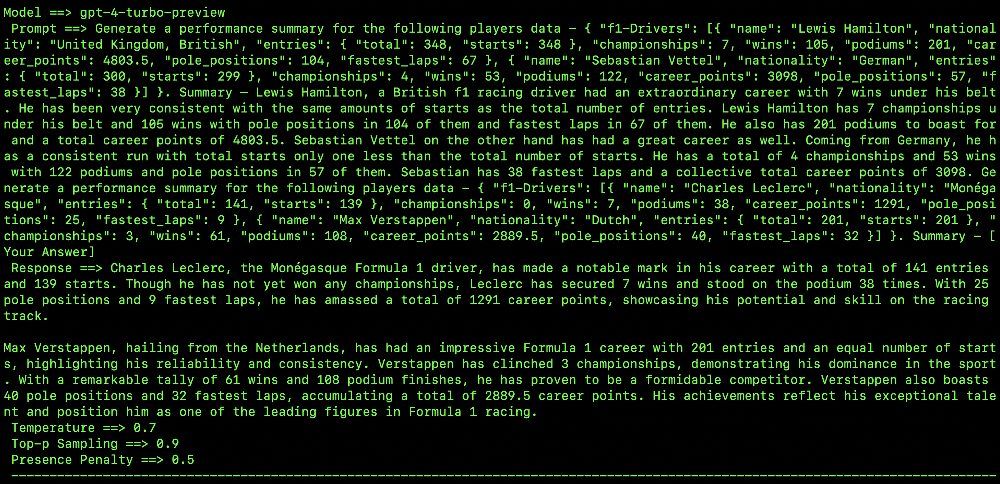 Model ==> gpt-4-turbo-preview
 Prompt ==> Generate a performance summary for the following players data - { "f1-Drivers": [{ "name": "Lewis Hamilton", "national
ity": "United Kingdom, British", "entries": { "total": 348, "starts": 348 }, "championships": 7, "wins": 105, "podiums": 201, "car
eer_points": 4803.5, "pole_positions": 104, "fastest_laps": 67 }, { "name": "Sebastian Vettel", "nationality": "German", "entries"
: { "total": 300, "starts": 299 }, "championships": 4, "wins": 53, "podiums": 122, "career_points": 3098, "pole_positions": 57, "f
astest_laps": 38 }] }. Summary – Lewis Hamilton, a British f1 racing driver had an extraordinary career with 7 wins under his belt
. He has been very consistent with the same amounts of starts as the total number of entries. Lewis Hamilton has 7 championships u
nder his belt and 105 wins with pole positions in 104 of them and fastest laps in 67 of them. He also has 201 podiums to boast for
 and a total career points of 4803.5. Sebastian Vettel on the other hand has had a great career as well. Coming from Germany, he h
as a consistent run with total starts only one less than the total number of starts. He has a total of 4 championships and 53 wins
 with 122 podiums and pole positions in 57 of them. Sebastian has 38 fastest laps and a collective total career points of 3098. Ge
nerate a performance summary for the following players data - { "f1-Drivers": [{ "name": "Charles Leclerc", "nationality": "Monéga
sque", "entries": { "total": 141, "starts": 139 }, "championships": 0, "wins": 7, "podiums": 38, "career_points": 1291, "pole_posi
tions": 25, "fastest_laps": 9 }, { "name": "Max Verstappen", "nationality": "Dutch", "entries": { "total": 201, "starts": 201 }, "
championships": 3, "wins": 61, "podiums": 108, "career_points": 2889.5, "pole_positions": 40, "fastest_laps": 32 }] }. Summary - [
Your Answer]
 Response ==> Charles Leclerc, the Monégasque Formula 1 driver, has made a notable mark in his career with a total of 141 entries
and 139 starts. Though he has not yet won any championships, Leclerc has secured 7 wins and stood on the podium 38 times. With 25
pole positions and 9 fastest laps, he has amassed a total of 1291 career points, showcasing his potential and skill on the racing
track.

Max Verstappen, hailing from the Netherlands, has had an impressive Formula 1 career with 201 entries and an equal number of start
s, highlighting his reliability and consistency. Verstappen has clinched 3 championships, demonstrating his dominance in the sport
. With a remarkable tally of 61 wins and 108 podium finishes, he has proven to be a formidable competitor. Verstappen also boasts
40 pole positions and 32 fastest laps, accumulating a total of 2889.5 career points. His achievements reflect his exceptional tale
nt and position him as one of the leading figures in Formula 1 racing.
 Temperature ==> 0.7
 Top-p Sampling ==> 0.9
 Presence Penalty ==> 0.5
 ---------------------------------------------------------------------------------------------------------------------------------